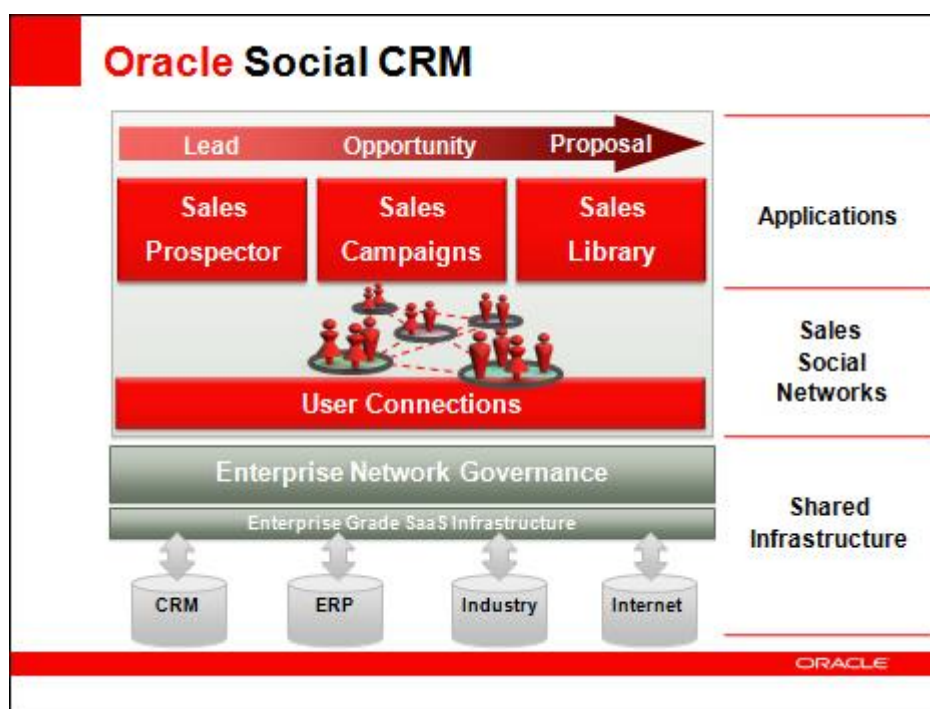 Oracle Social CRM
Lead Opportunity Proposal
Sales
Prospector
Sales
Campaigns
Sales
Library
Applications
Sales
Social
Networks
User Connections
Enterprise Network Governance
Enterprise Grade SaaS Infrastructure
Shared
Infrastructure
CRM
ERP
Industry
Internet
ORACLE